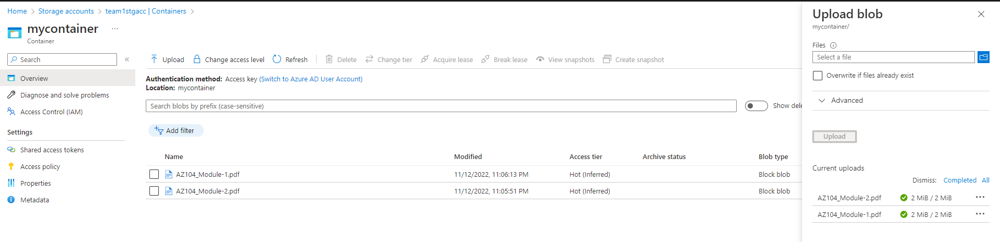 Home > Storage accounts > team1stgacc | Containers >
mycontainer ...
Container
Search «
Overview
Diagnose and solve problems
Access Control (IAM)
Settings
Shared access tokens
Access policy
Properties
Metadata
Upload Change access level Refresh Delete Change tier Acquire lease Break lease View snapshots Create snapshot
Authentication method: Access key (Switch to Azure AD User Account)
Location: mycontainer
Search blobs by prefix (case-sensitive)
Show dele
Add filter
Name Modified Access tier Archive status Blob type
AZ104_Module-1.pdf 11/12/2022, 11:06:13 PM Hot (Inferred) Block blob
AZ104_Module-2.pdf 11/12/2022, 11:05:51 PM Hot (Inferred) Block blob
Upload blob
mycontainer/
Files
Select a file
Overwrite if files already exist
Advanced
Upload
Current uploads
Dismiss: Completed All
AZ104_Module-2.pdf 2 MiB / 2 MiB ...
AZ104_Module-1.pdf 2 MiB / 2 MiB ...